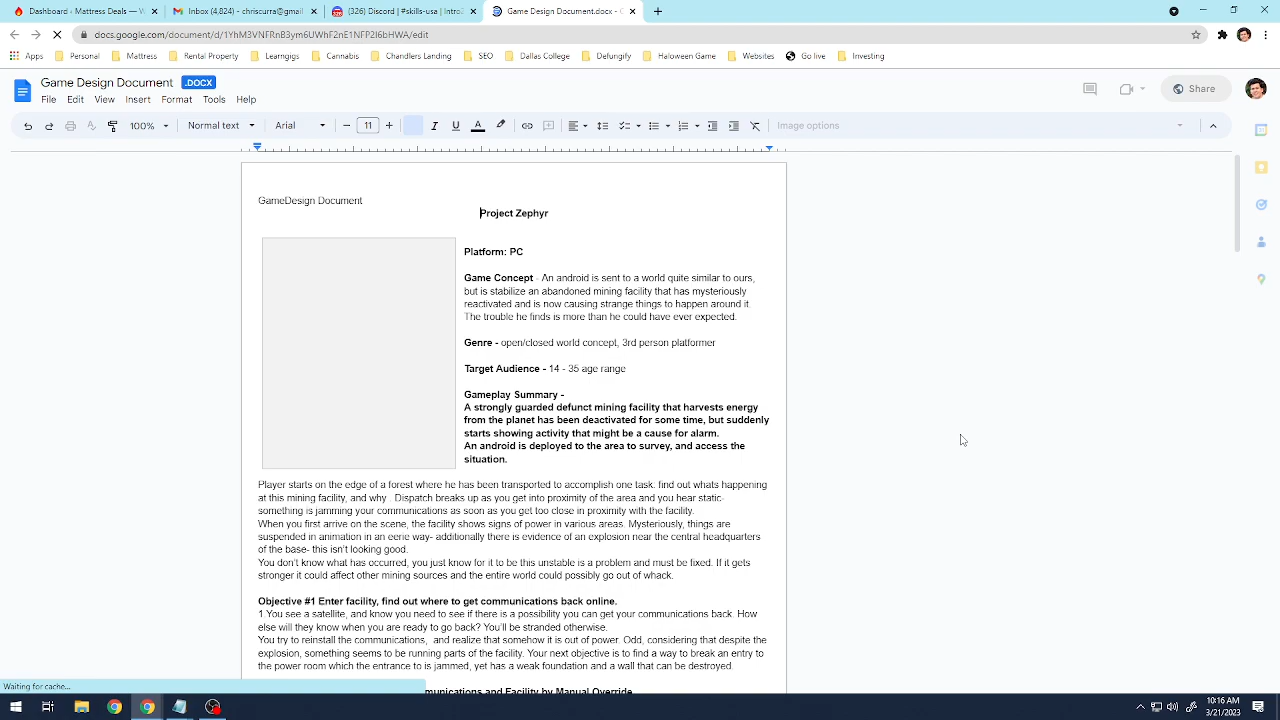 Dashboard ‹ Mattress Deals — V
Inbox (4,824) - chriscurra@gmail
(326) Discord | #skills-usa | Intro2
Game Design Document.docx - G
docs.google.com/document/d/1YhM3VNFRnB3ym6UWhF2nE1NFP2I6bHWA/edit
Apps Personal Mattress Rental Property Learnggs Cannabis Chandlers Landing SEO Dallas College Defungify Haloween Game Websites Go live Investing
Game Design Document .DOCX
File Edit View Insert Format Tools Help
Share
100% Normal text Arial 11 Image options
GameDesign Document
Project Zephyr
Platform: PC
Game Concept - An android is sent to a world quite similar to ours,
but is stabilize an abandoned mining facility that has mysteriously
reactivated and is now causing strange things to happen around it.
The trouble he finds is more than he could have ever expected.
Genre - open/closed world concept, 3rd person platformer
Target Audience - 14 - 35 age range
Gameplay Summary -
A strongly guarded defunct mining facility that harvests energy
from the planet has been deactivated for some time, but suddenly
starts showing activity that might be a cause for alarm.
An android is deployed to the area to survey, and access the
situation.
Player starts on the edge of a forest where he has been transported to accomplish one task: find out whats happening
at this mining facility, and why. Dispatch breaks up as you get into proximity of the area and you hear static-
something is jamming your communications as soon as you get too close in proximity with the facility.
When you first arrive on the scene, the facility shows signs of power in various areas. Mysteriously, things are
suspended in animation in an eerie way- additionally there is evidence of an explosion near the central headquarters
of the base- this isn't looking good.
You don't know what has occurred, you just know for it to be this unstable is a problem and must be fixed. If it gets
stronger it could affect other mining sources and the entire world could possibly go out of whack.
Objective #1 Enter facility, find out where to get communications back online.
1.You see a satellite, and know you need to see if there is a possibility you can get your communications back. How
else will they know when you are ready to go back? You'll be stranded otherwise.
You try to reinstall the communications, and realize that somehow it is out of power. Odd, considering that despite the
explosion, something seems to be running parts of the facility. Your next objective is to find a way to break an entry to
the power room which the entrance to is jammed, yet has a weak foundation and a wall that can be destroyed.
munications and Facility by Manual Override
Waiting for cache...
10:16 AM
3/21/2023